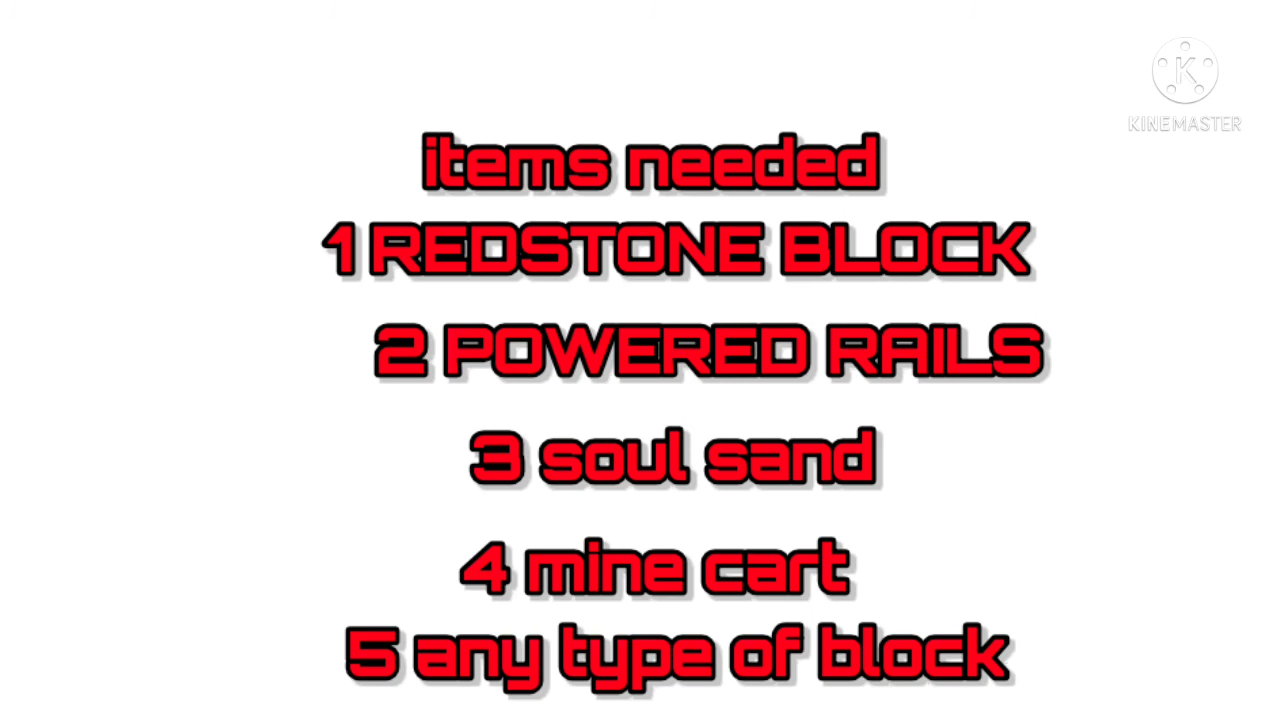 KINEMASTER
items needed
1 REDSTONE BLOCK
2 POWERED RAILS
3 soul sand
4 mine cart
5 any type of block